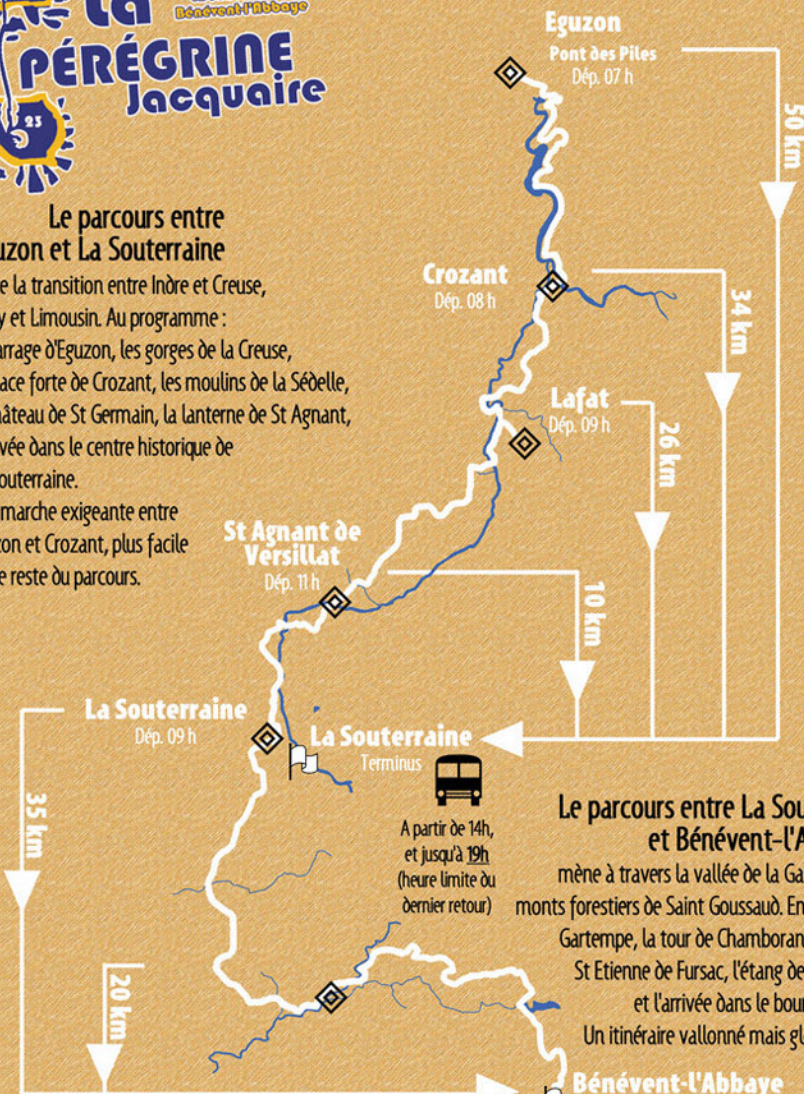 La
Bénévent-l'Abbaye
PÉRÉGRINE
Jacquaire
23
Eguzon
Pont des Piles
Dép. 07 h
50 km
Le parcours entre
uzon et La Souterraine
e la transition entre Indre et Creuse,
y et Limousin. Au programme :
arrage d'Eguzon, les gorges de la Creuse,
ace forte de Crozant, les moulins de la Sédelle,
hâteau de St Germain, la lanterne de St Agnant,
vée dans le centre historique de
outerraine.
marche exigeante entre
zon et Crozant, plus facile
e reste du parcours.
Crozant
Dép. 08 h
34 km
Lafat
Dép. 09 h
26 km
St Agnant de
Versillat
Dép. 11 h
10 km
La Souterraine
Dép. 09 h
La Souterraine
Terminus
A partir de 14h,
et jusqu'à 19h
(heure limite du
dernier retour)
35 km
Le parcours entre La Sou
et Bénévent-l'A
mène à travers la vallée de la Ga
monts forestiers de Saint Goussaud. En
Gartempe, la tour de Chamboran
St Etienne de Fursac, l'étang de
et l'arrivée dans le bour
Un itinéraire vallonné mais gl
20 km
Bénévent-l'Abbaye